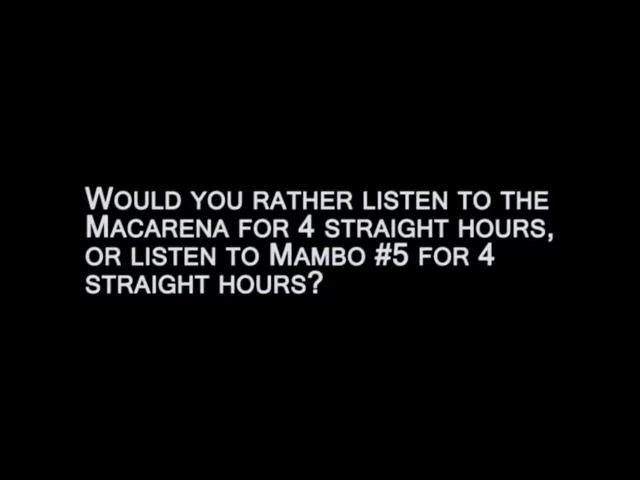 Would you rather listen to the
Macarena for 4 straight hours,
or listen to Mambo #5 for 4
straight hours?